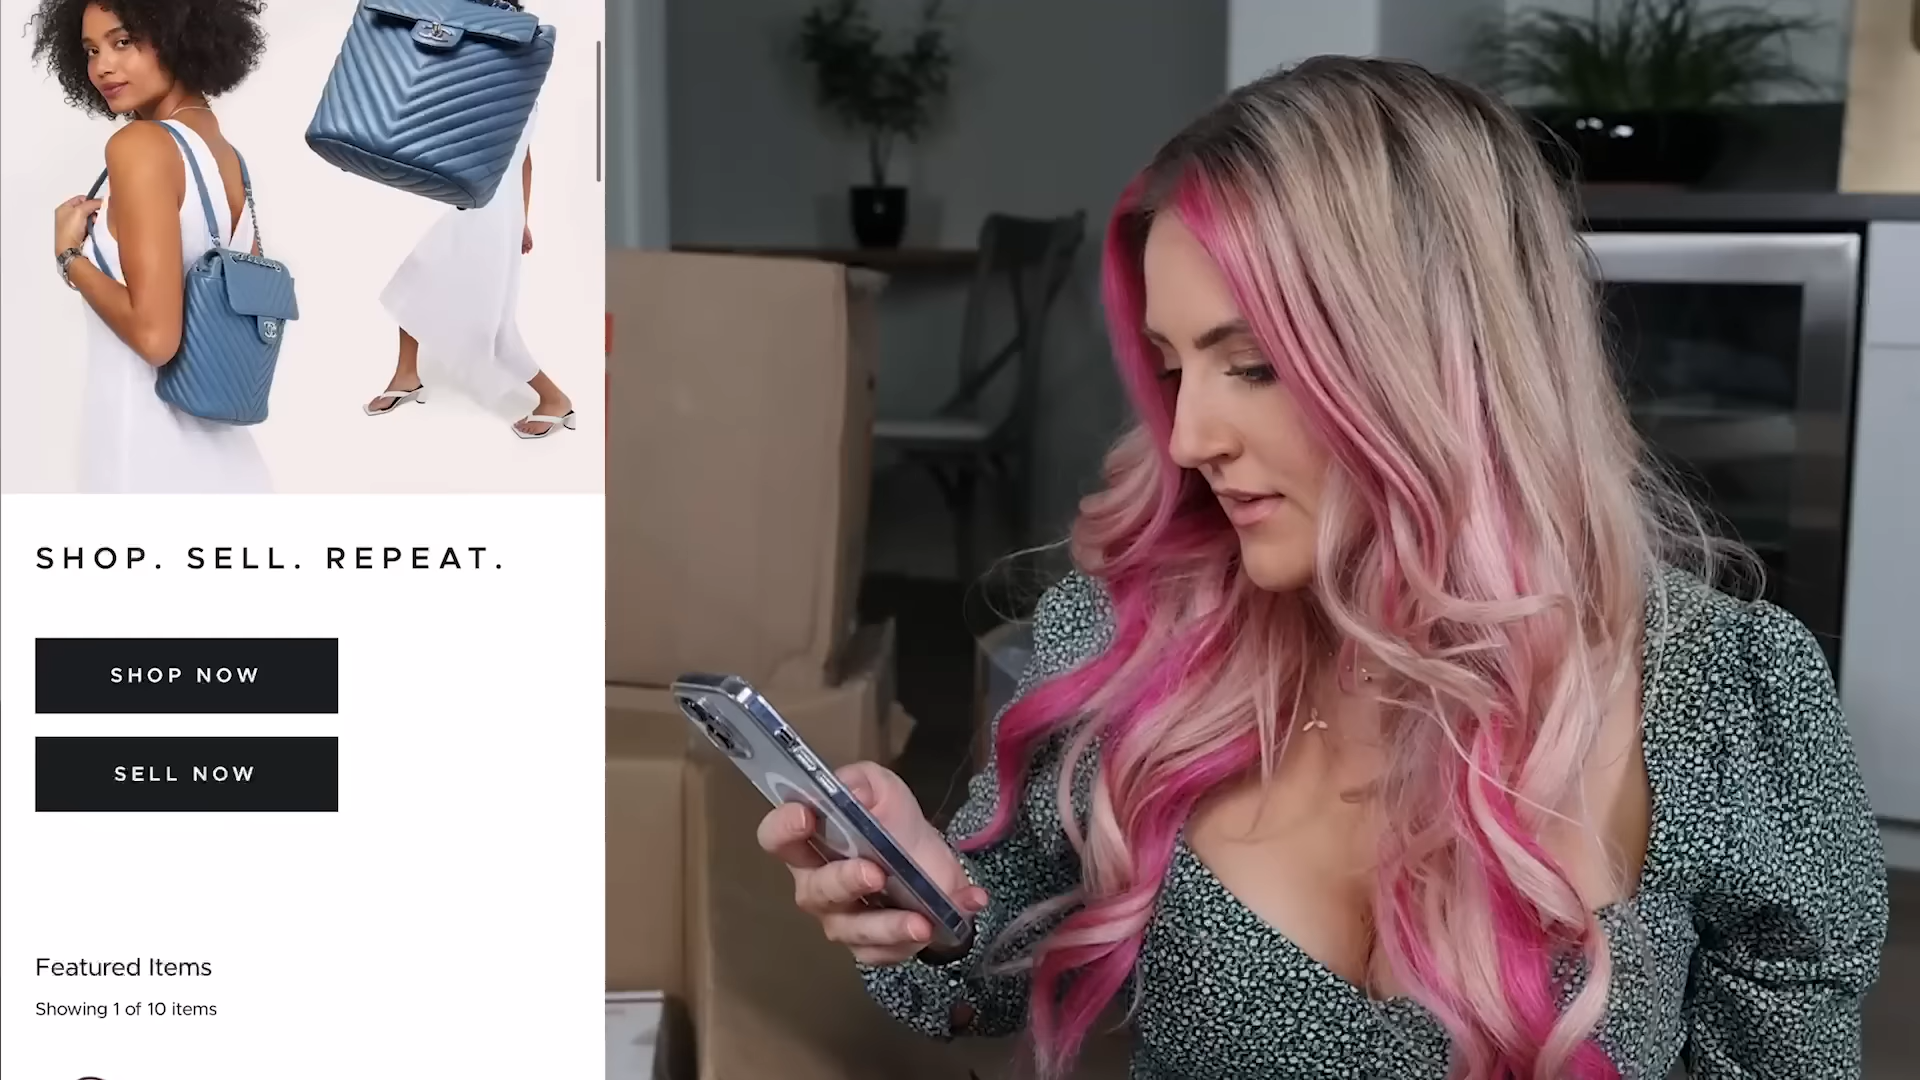 SHOP. SELL. REPEAT.
SHOP NOW
SELL NOW
Featured Items
Showing 1 of 10 items